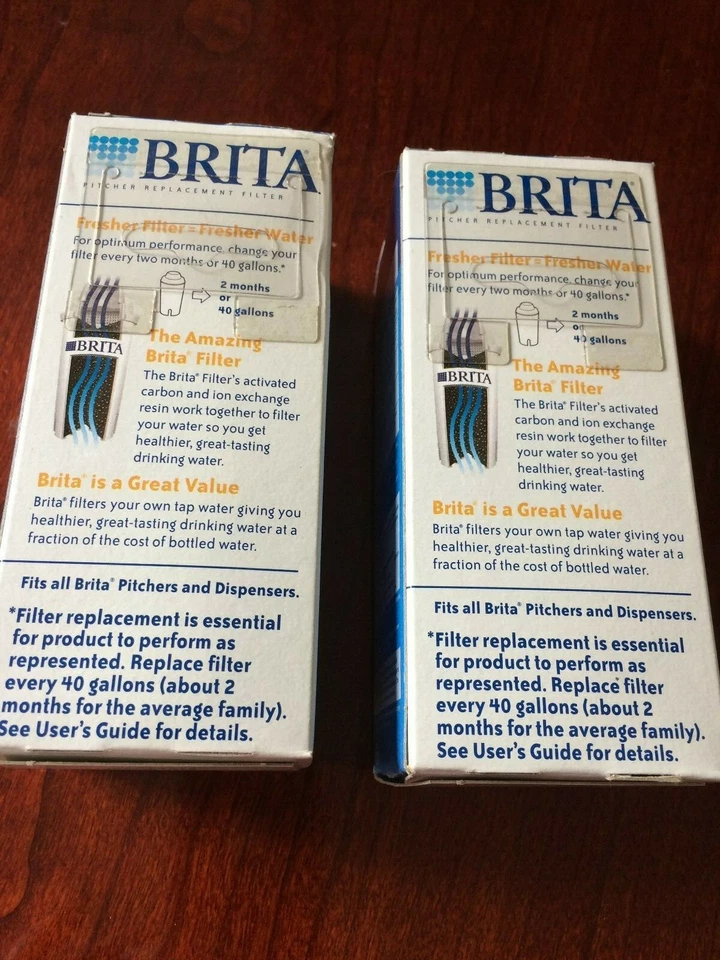 BRITA®
PITCHER REPLACEMENT FILTER
Fresher Filter = Fresher Water
For optimum performance, change your
filter every two months or 40 gallons.*
2 months
or
40 gallons
BRITA
The Amazing
Brita® Filter
The Brita® Filter's activated
carbon and ion exchange
resin work together to filter
your water so you get
healthier, great-tasting
drinking water.
Brita® is a Great Value
Brita® filters your own tap water giving you
healthier, great-tasting drinking water at a
fraction of the cost of bottled water.
Fits all Brita® Pitchers and Dispensers.
*Filter replacement is essential
for product to perform as
represented. Replace filter
every 40 gallons (about 2
months for the average family).
See User's Guide for details.
BRITA®
PITCHER REPLACEMENT FILTER
Fresher Filter = Fresher Water
For optimum performance, change your
filter every two months or 40 gallons.*
2 months
or
40 gallons
BRITA
The Amazing
Brita® Filter
The Brita® Filter's activated
carbon and ion exchange
resin work together to filter
your water so you get
healthier, great-tasting
drinking water.
Brita® is a Great Value
Brita® filters your own tap water giving you
healthier, great-tasting drinking water at a
fraction of the cost of bottled water.
Fits all Brita® Pitchers and Dispensers.
*Filter replacement is essential
for product to perform as
represented. Replace filter
every 40 gallons (about 2
months for the average family).
See User's Guide for details.